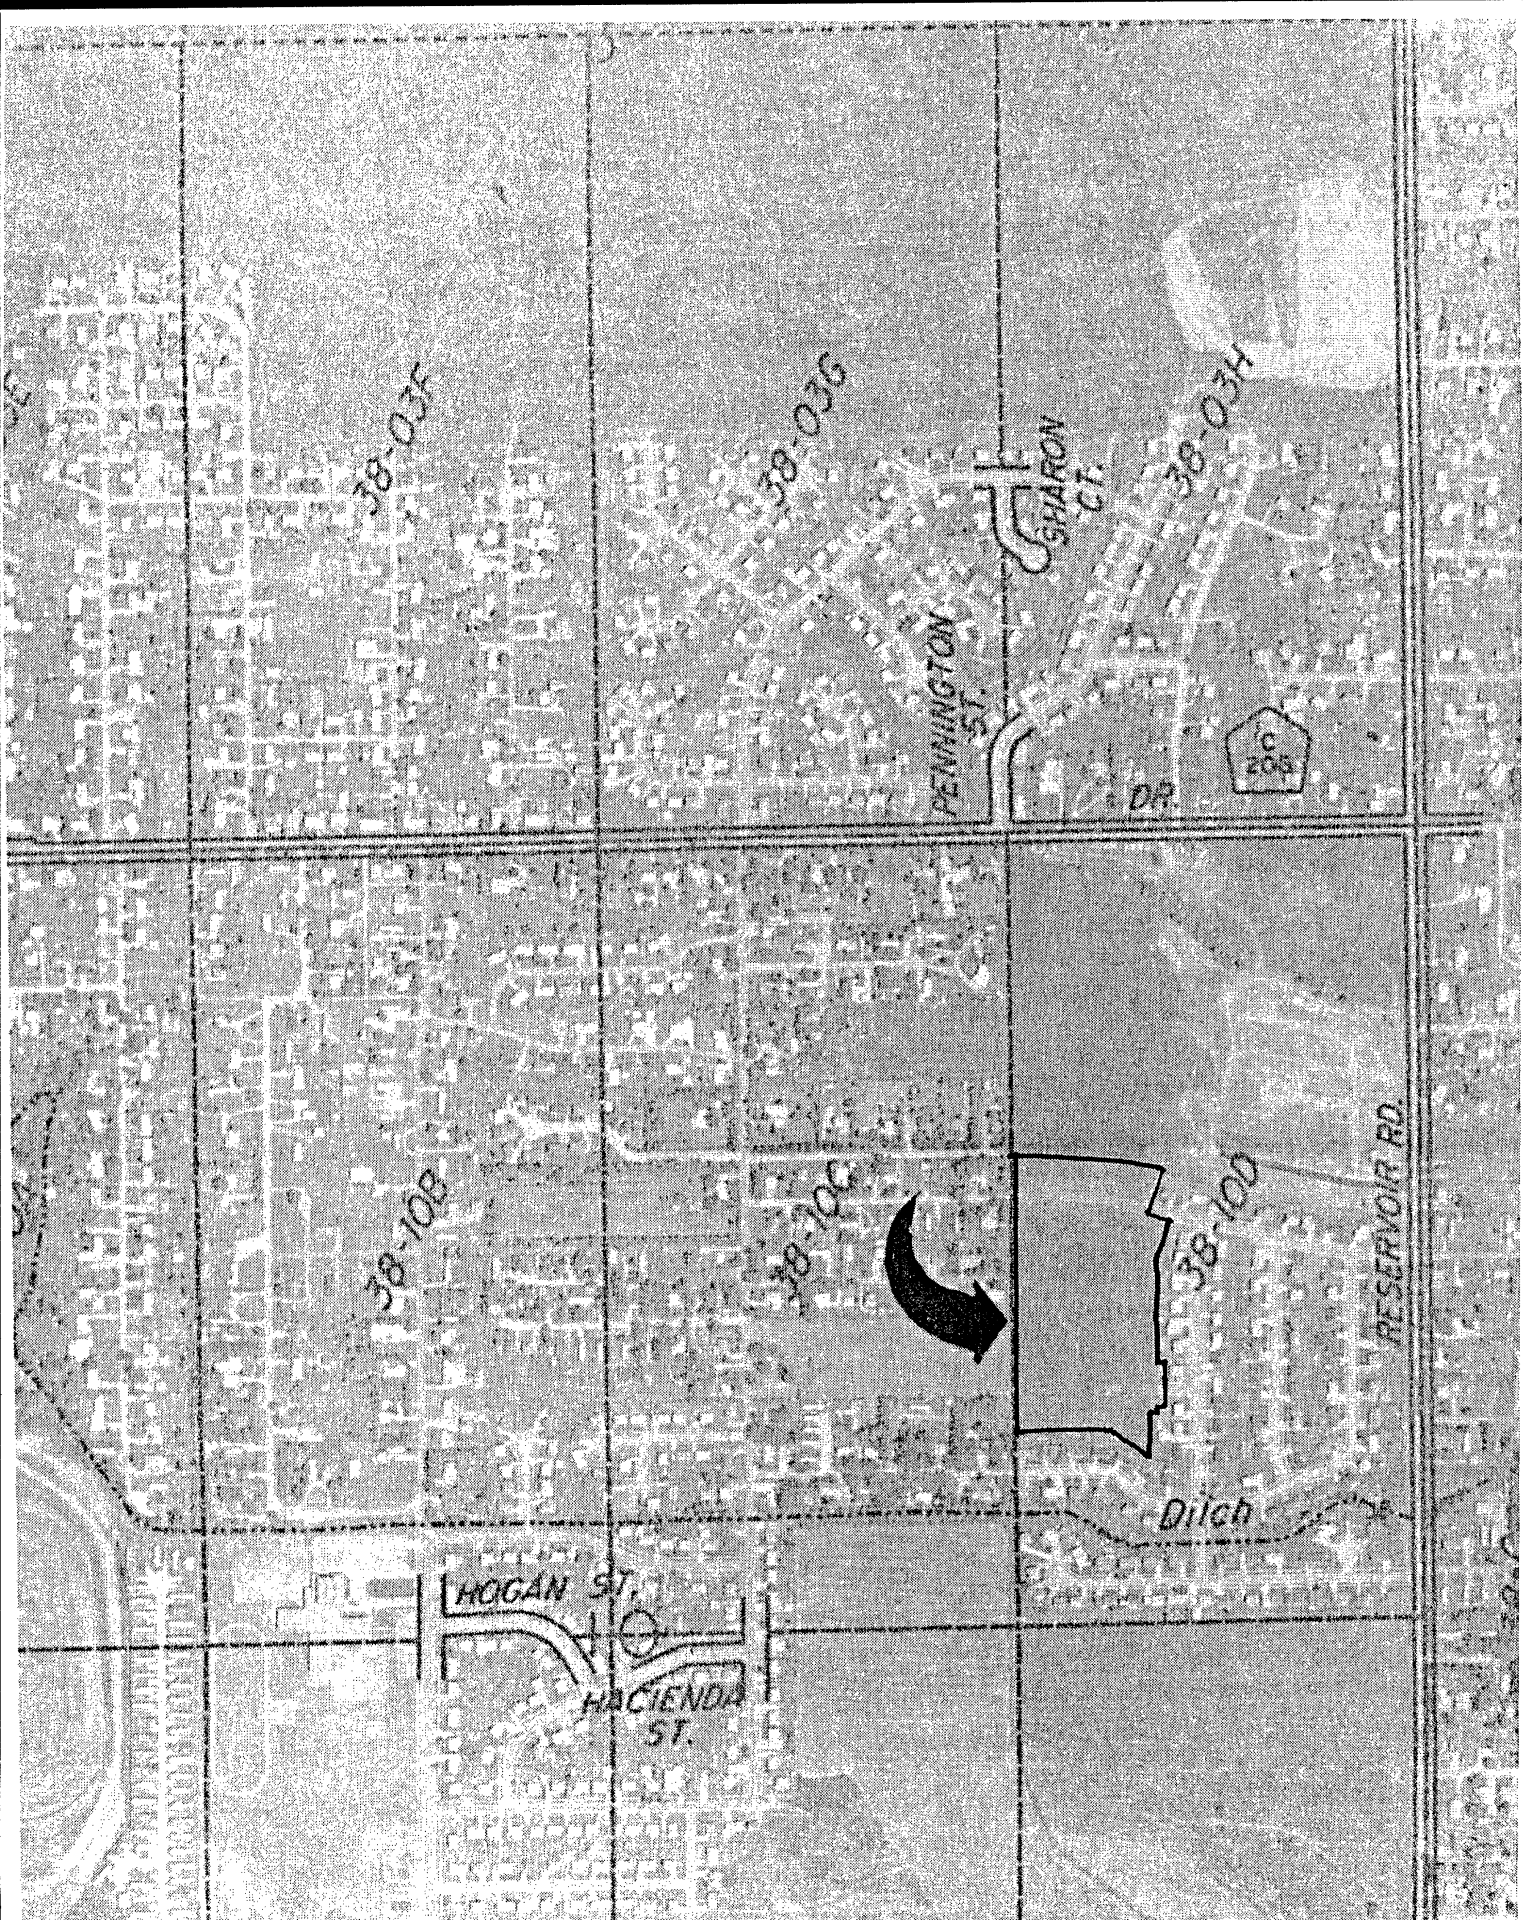 38-03F
38-03G
38-03H
SHARON
CT.
PENNINGTON
ST.
C
DR.
38-10B
38-10C
38-10D
RESERVOIR RD.
Ditch
HOGAN ST.
HACIENDA
ST.